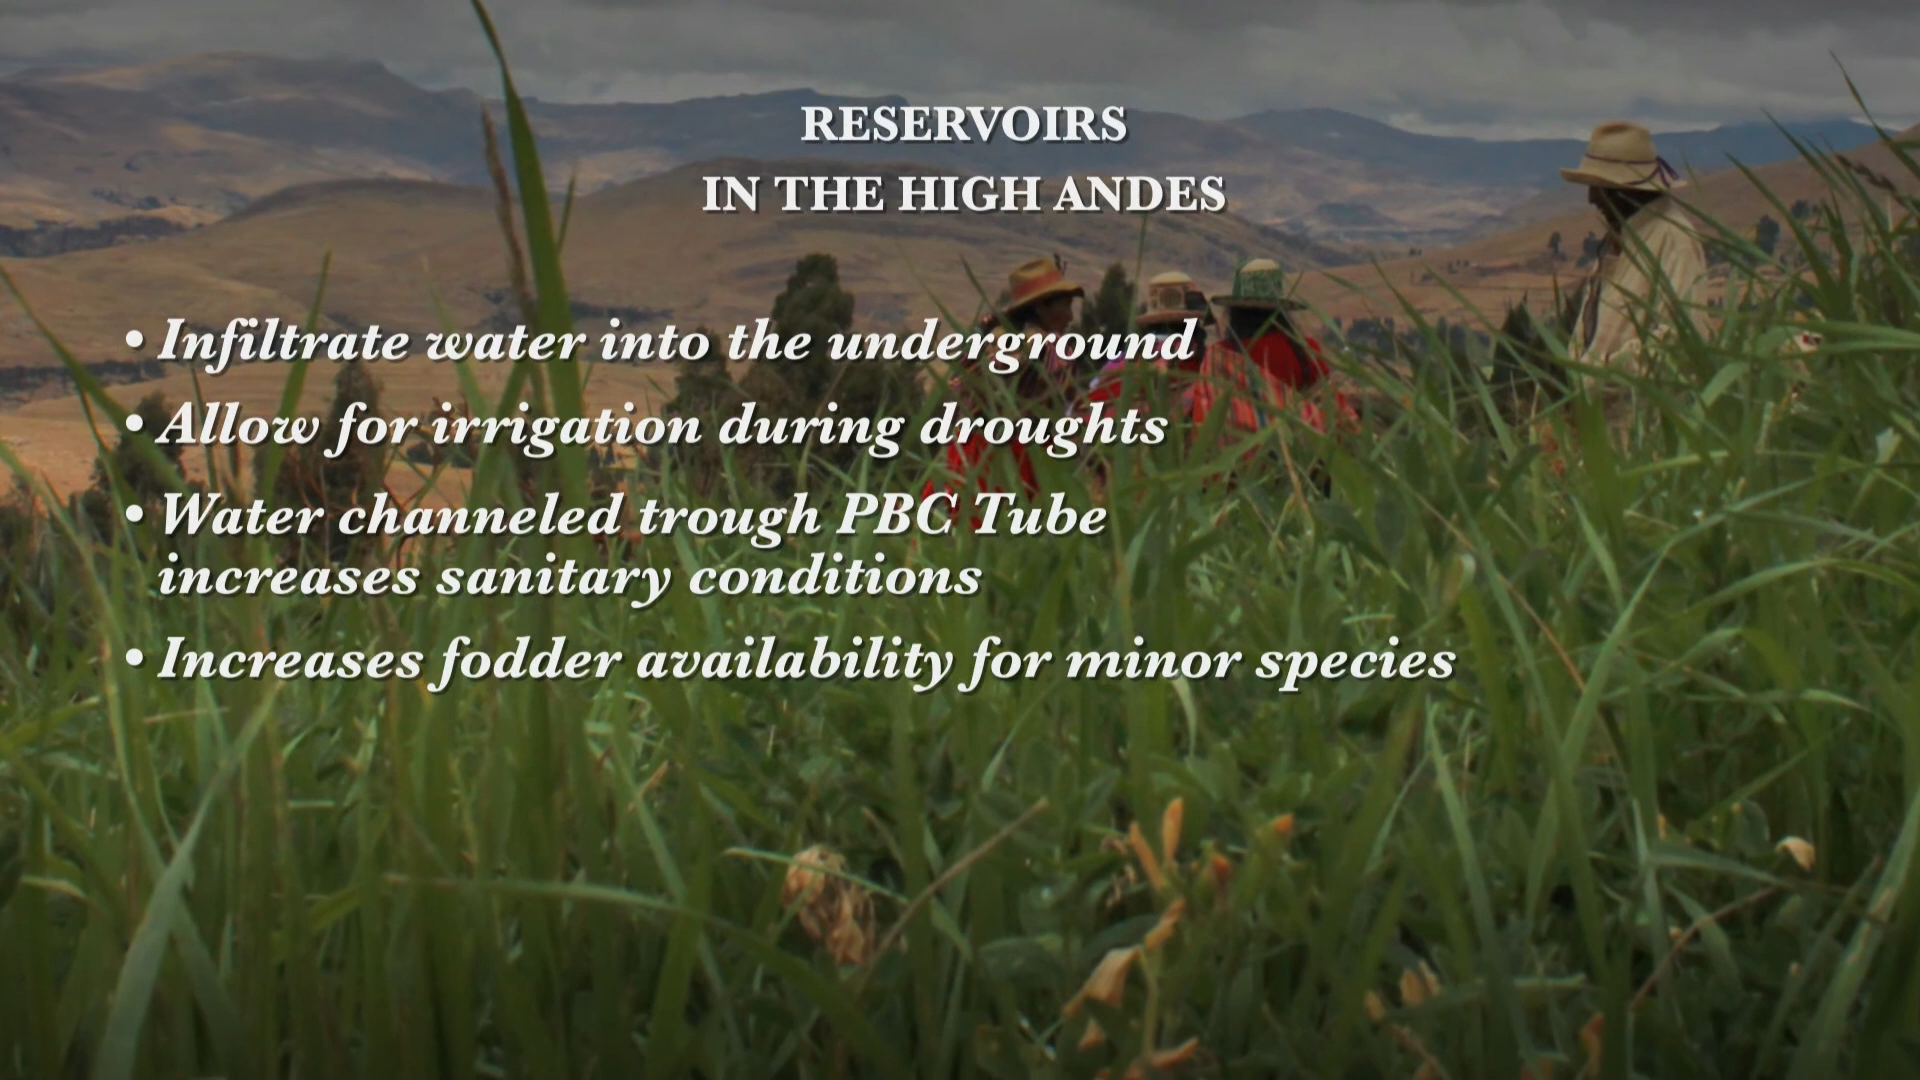 RESERVOIRS
IN THE HIGH ANDES
• Infiltrate water into the underground
• Allow for irrigation during droughts
• Water channeled trough PBC Tube
increases sanitary conditions
• Increases fodder availability for minor species